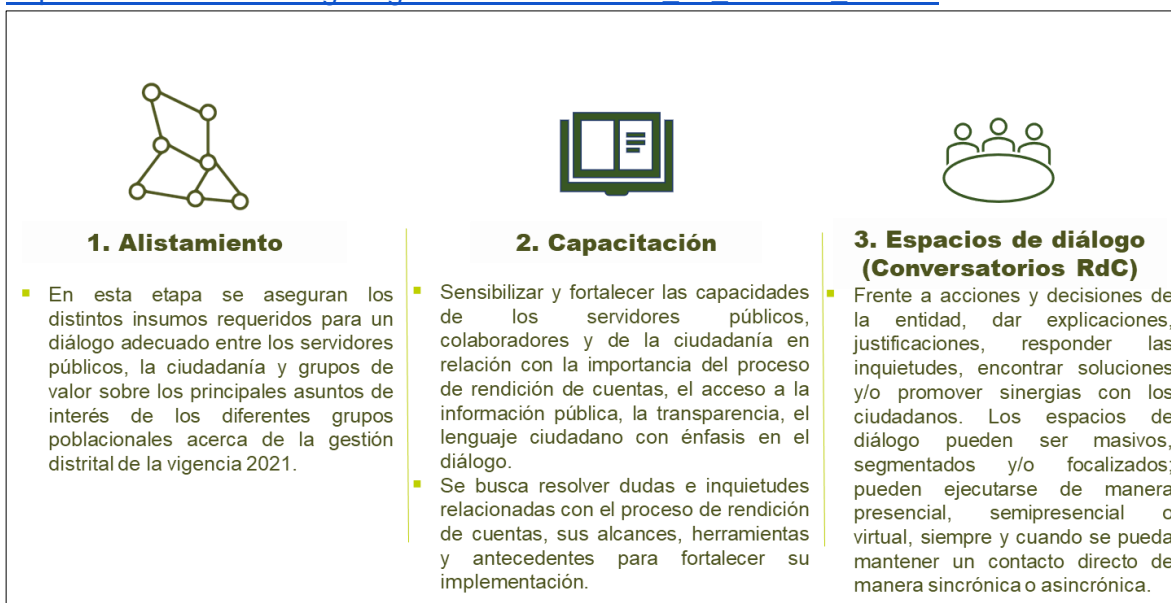 1. Alistamiento
En esta etapa se aseguran los
distintos insumos requeridos para un
diálogo adecuado entre los servidores
públicos, la ciudadanía y grupos de
valor sobre los principales asuntos de
interés de los diferentes grupos
poblacionales acerca de la gestión
distrital de la vigencia 2021.
2. Capacitación
Sensibilizar y fortalecer las capacidades
de los servidores públicos,
colaboradores y de la ciudadanía en
relación con la importancia del proceso
de rendición de cuentas, el acceso a la
información pública, la transparencia, el
lenguaje ciudadano con énfasis en el
diálogo.
Se busca resolver dudas e inquietudes
relacionadas con el proceso de rendición
de cuentas, sus alcances, herramientas
y antecedentes para fortalecer su
implementación.
3. Espacios de diálogo
(Conversatorios RdC)
Frente a acciones y decisiones de
la entidad, dar explicaciones,
justificaciones, responder las
inquietudes, encontrar soluciones
y/o promover sinergias con los
ciudadanos. Los espacios de
diálogo pueden ser masivos,
segmentados y/o focalizados;
pueden ejecutarse de manera
presencial, semipresencial o
virtual, siempre y cuando se pueda
mantener un contacto directo de
manera sincrónica o asincrónica.